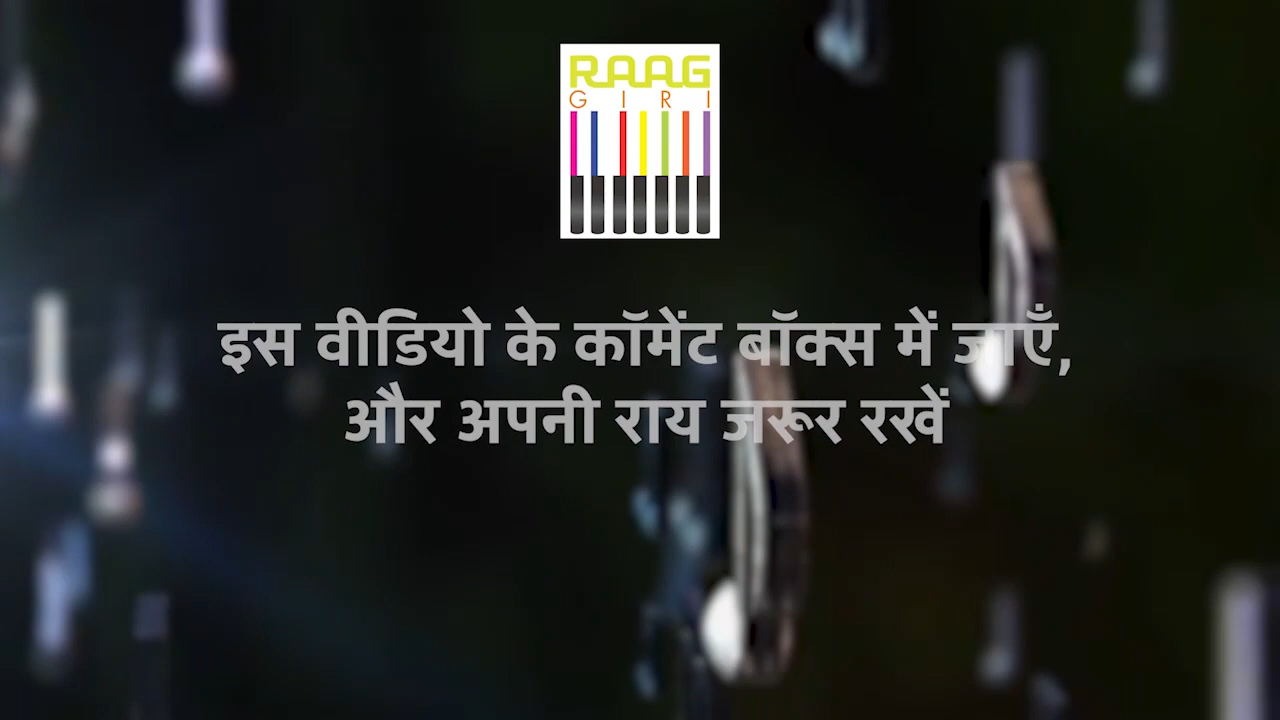 RAAG
GIRI
इस वीडियो के कॉमेंट बॉक्स में जाएँ,
और अपनी राय जरूर रखें